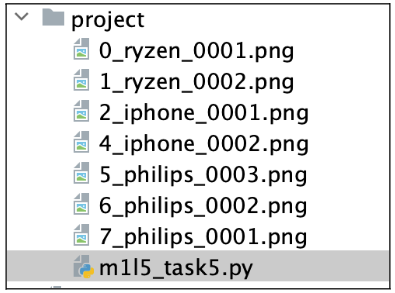 project
0_ryzen_0001.png
1_ryzen_0002.png
2_iphone_0001.png
4_iphone_0002.png
5_philips_0003.png
6_philips_0002.png
7_philips_0001.png
m1l5_task5.py